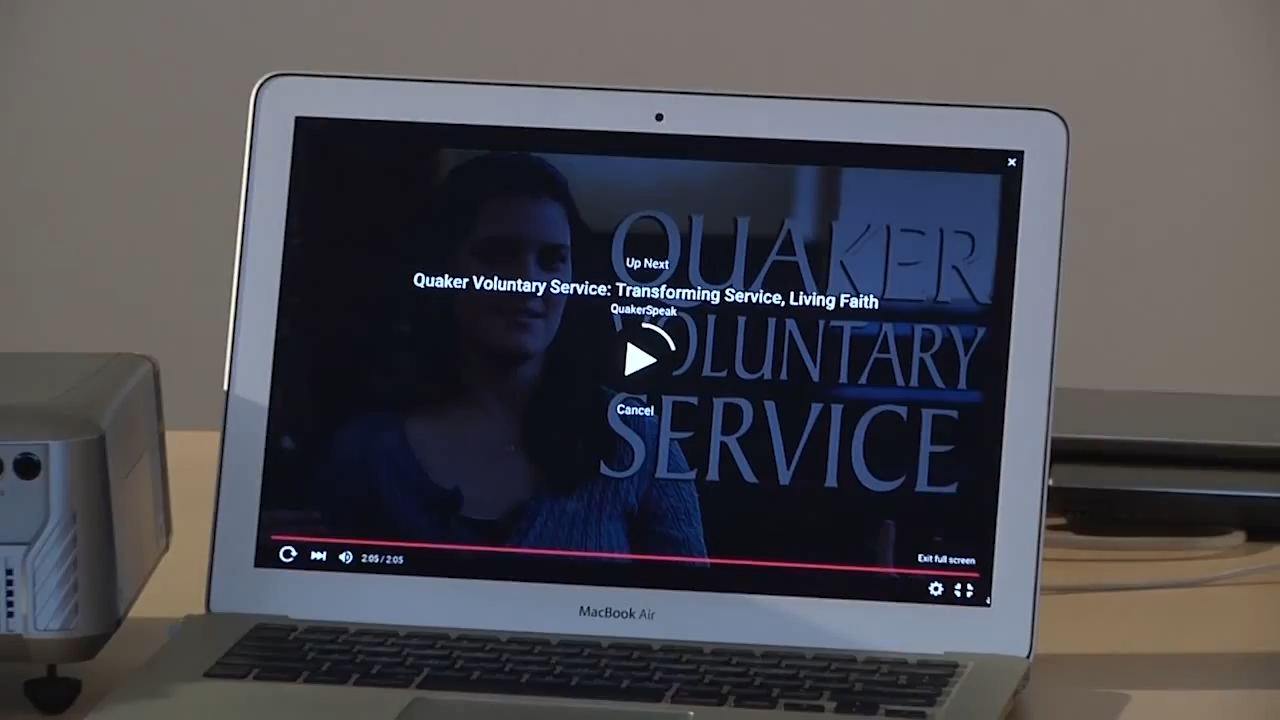 QUAKER
Up Next
Quaker Voluntary Service: Transforming Service, Living Faith
QuakerSpeak
VOLUNTARY
Cancel
SERVICE
2:05 / 2:05
Exit full screen
MacBook Air